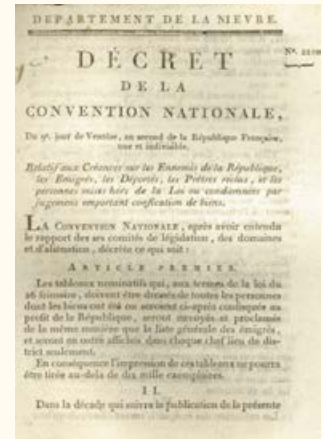 DEPARTEMENT DE LA NIEVRE.
DÉCRET
DE LA
CONVENTION NATIONALE,
Du 9e. jour de Ventôse, an second de la République Française,
une et indivisible.
Relatif aux Créances sur les Ennemis de la République,
les Emigrés, les Déportés, les Prêtres reclus, et les
personnes mises hors de la Loi ou condamnées par
jugemens emportant confiscation de biens.
LA CONVENTION NATIONALE, après avoir entendu
le rapport des ses comités de législation, des domaines
et d'aliénation, décrète ce qui suit :
ARTICLE PREMIER.
Les tableaux nominatifs qui, aux termes de la loi du
26 frimaire, doivent être dressés de toutes les personnes
dont les biens ont été ou seroient ci-après confisqués au
profit de la République, seront envoyés et proclamés
de la même manière que la liste générale des émigrés,
et seront en outre affichés dans chaque chef lieu de dis-
trict seulement.
En conséquence l'impression de ces tableaux ne pourra
être tirée au-delà de dix mille exemplaires.
II.
Dans la décade qui suivra la publication de la présente